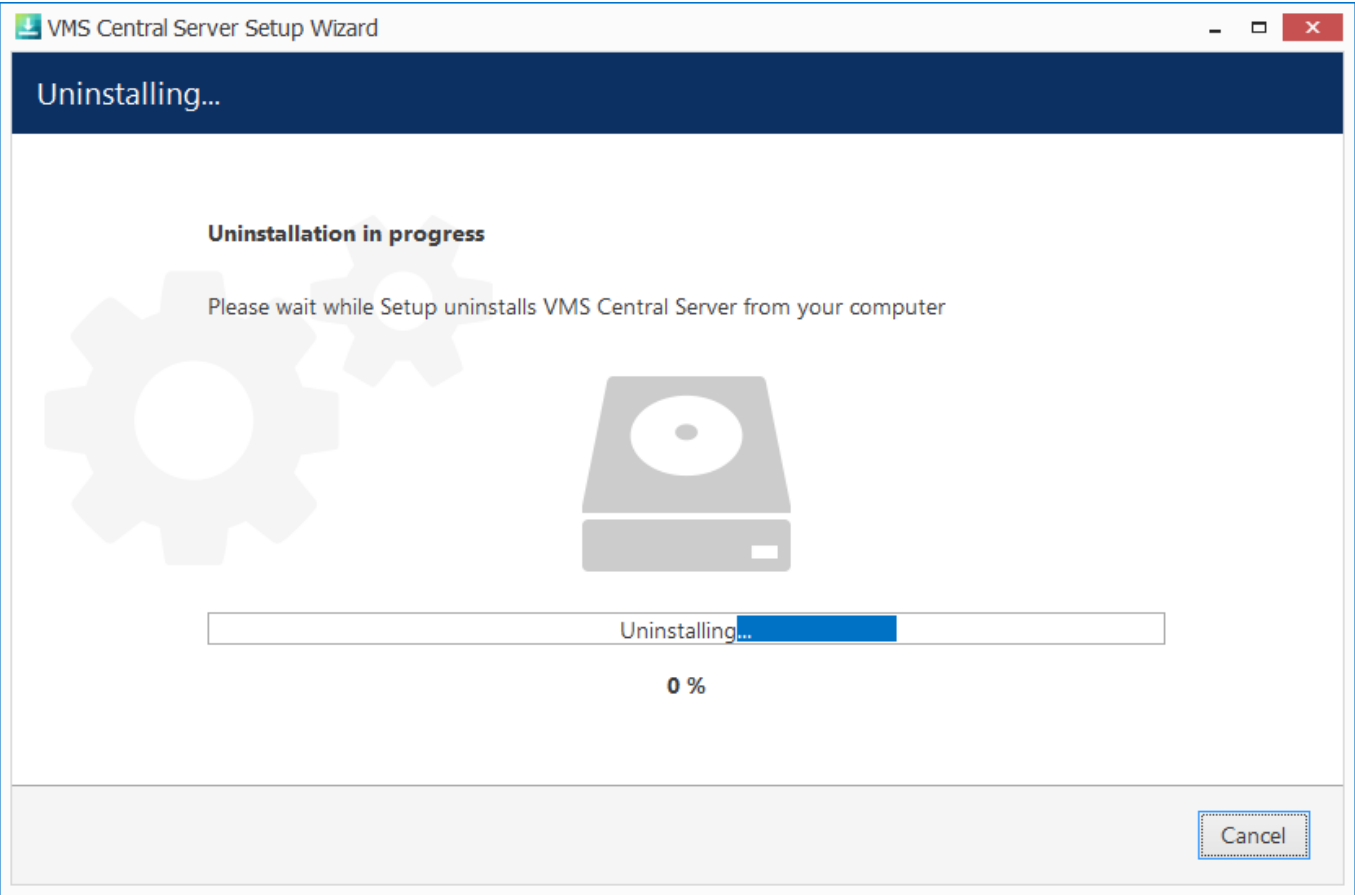 VMS Central Server Setup Wizard
Uninstalling...
Uninstallation in progress
Please wait while Setup uninstalls VMS Central Server from your computer
Uninstalling...
0 %
Cancel